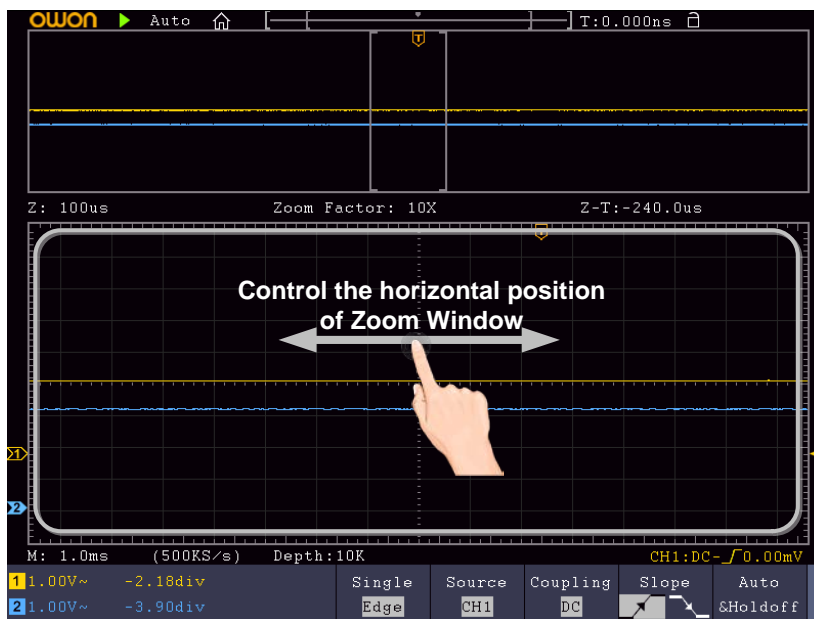 OWON Auto T:0.000ns
T
Z: 100us Zoom Factor: 10X Z-T:-240.0us
Control the horizontal position
of Zoom Window
1
2
M: 1.0ms (500KS/s) Depth:10K CH1:DC- 0.00mV
1 1.00V~ -2.18div Single Source Coupling Slope Auto
2 1.00V~ -3.90div Edge CH1 DC &Holdoff